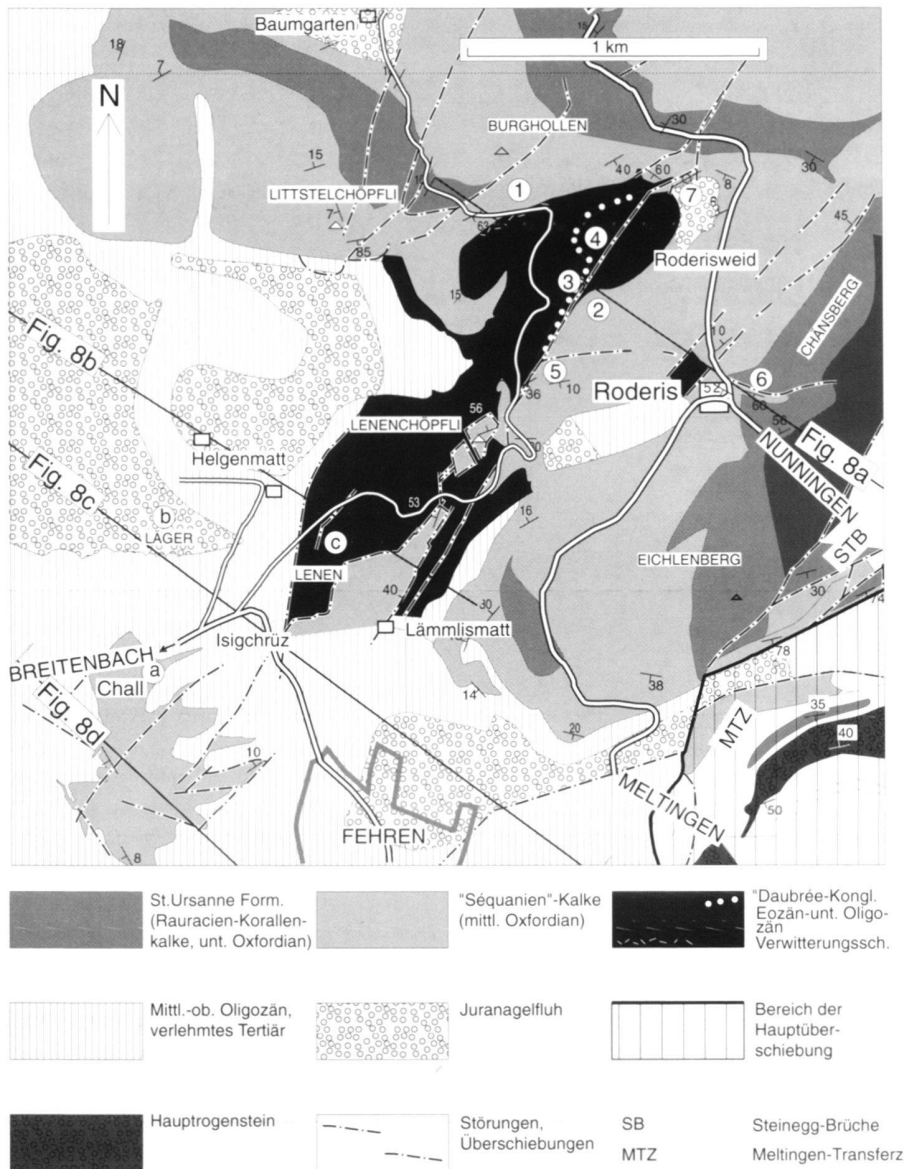 Baumgarten
1 km
N
BURGHOLLEN
LITTSTELCHÖPFLI
Roderisweid
CHÄNSBERG
Fig. 8b
Fig. 8c
Helgenmatt
LENENCHÖPFLI
Roderis
Fig. 8a
NUNNINGEN
STB
EICHLENBERG
b
LÄGER
LENEN
Lämmlismatt
Isigchrüz
BREITENBACH
a
Chall
Fig. 8d
MTZ
MELTINGEN
FEHREN
1
2
3
4
5
6
7
c
18
7
15
15
7
85
63
15
40
60
30
30
8
45
10
10
36
56
53
16
40
30
14
20
38
66
56
30
74
78
35
40
50
10
8
523
St.Ursanne Form.
(Rauracien-Korallen-
kalke, unt. Oxfordian)
"Séquanien"-Kalke
(mittl. Oxfordian)
"Daubrée-Kongl.
Eozän-unt. Oligo-
zän
Verwitterungssch.
Mittl.-ob. Oligozän,
verlehmtes Tertiär
Juranagelfluh
Bereich der
Hauptüber-
schiebung
Hauptrogenstein
Störungen,
Überschiebungen
SB Steinegg-Brüche
MTZ Meltingen-Transferz